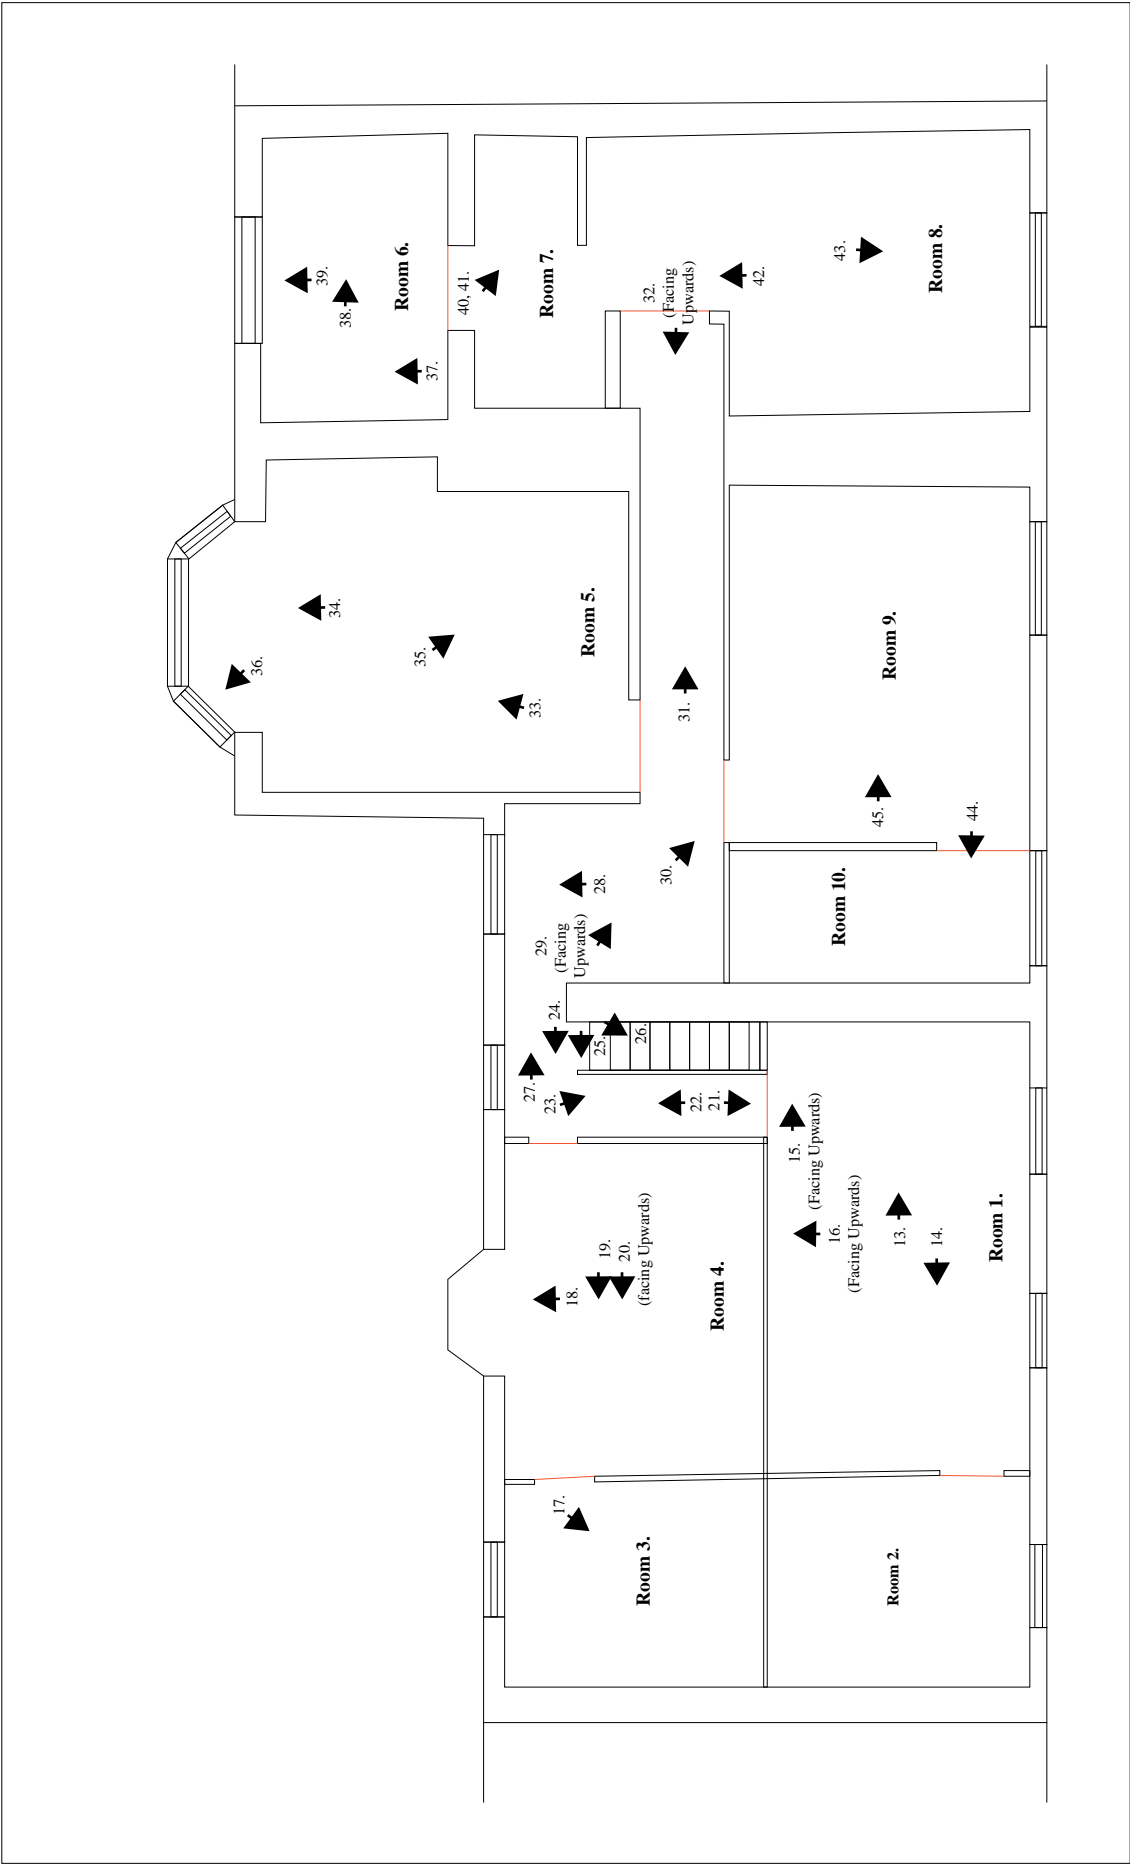 36.
39.
34.
38.
Room 6.
35.
37.
40, 41.
27.
33.
29.
(Facing
Upwards)
Room 7.
23.
24.
17.
18.
Room 5.
28.
25.
19.
20.
(facing Upwards)
26.
Room 3.
32.
(Facing
Upwards)
30.
31.
22.
21.
Room 4.
42.
15.
(Facing Upwards)
16.
(Facing Upwards)
Room 10.
43.
45.
Room 9.
Room 2.
13.
Room 8.
14.
44.
Room 1.